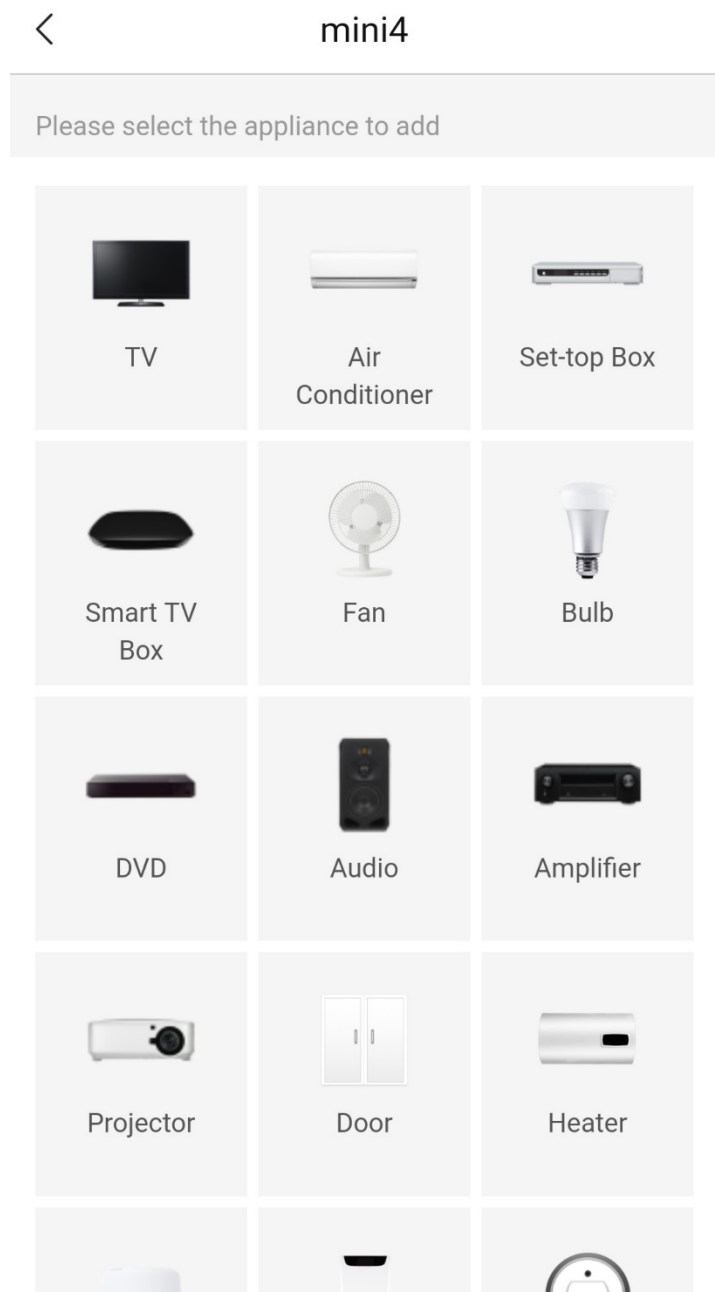 mini4
Please select the appliance to add
TV
Air
Conditioner
Set-top Box
Smart TV
Box
Fan
Bulb
DVD
Audio
Amplifier
Projector
Door
Heater